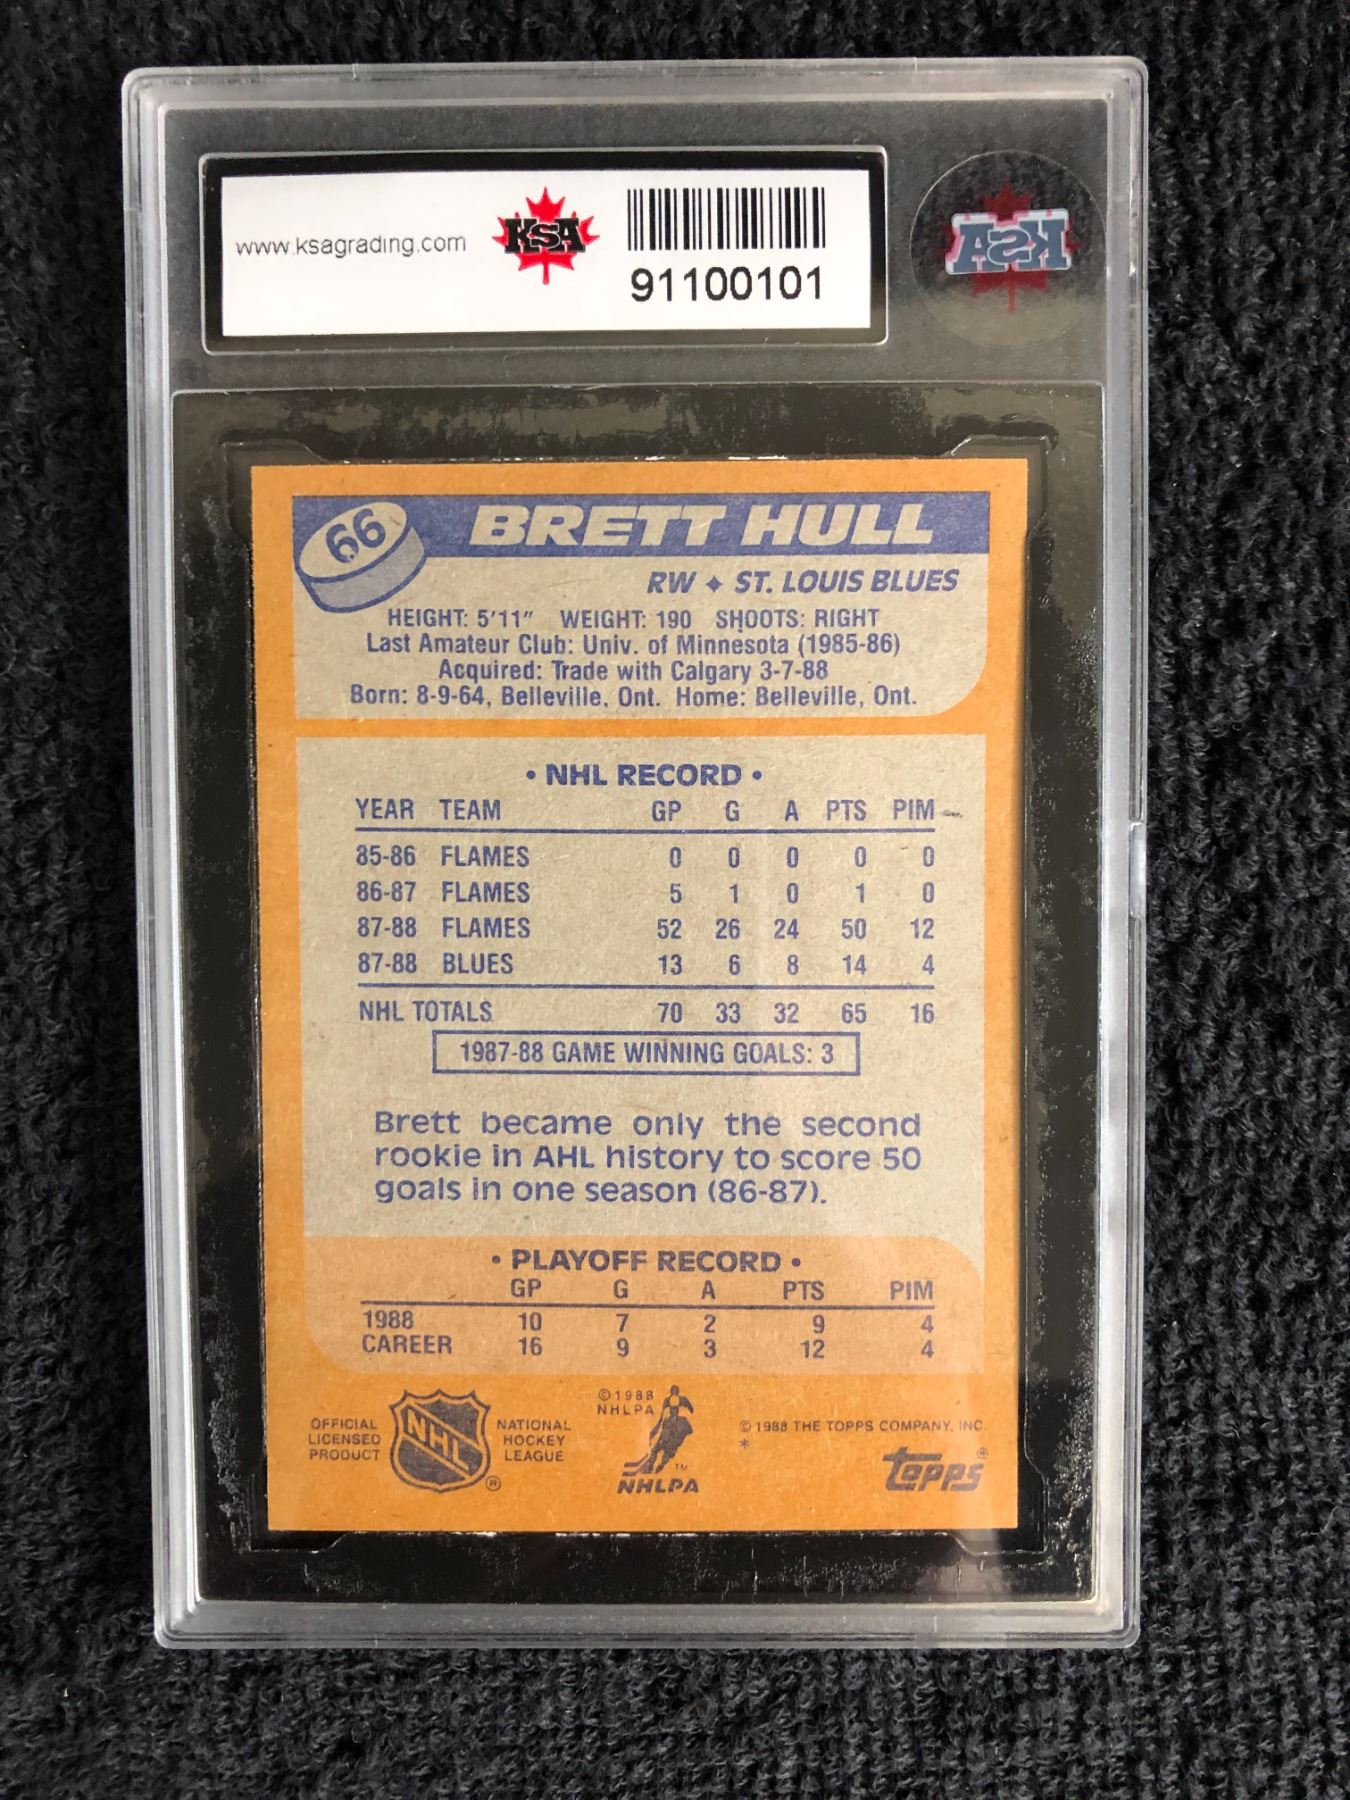 www.ksagrading.com
KSA
91100101
KSA
66
BRETT HULL
RW ✦ ST. LOUIS BLUES
HEIGHT: 5'11" WEIGHT: 190 SHOOTS: RIGHT
Last Amateur Club: Univ. of Minnesota (1985-86)
Acquired: Trade with Calgary 3-7-88
Born: 8-9-64, Belleville, Ont. Home: Belleville, Ont.
• NHL RECORD •
YEAR TEAM GP G A PTS PIM
85-86 FLAMES 0 0 0 0 0
86-87 FLAMES 5 1 0 1 0
87-88 FLAMES 52 26 24 50 12
87-88 BLUES 13 6 8 14 4
NHL TOTALS 70 33 32 65 16
1987-88 GAME WINNING GOALS: 3
Brett became only the second
rookie in AHL history to score 50
goals in one season (86-87).
• PLAYOFF RECORD •
GP G A PTS PIM
1988 10 7 2 9 4
CAREER 16 9 3 12 4
OFFICIAL
LICENSED
PRODUCT
NHL
®
NATIONAL
HOCKEY
LEAGUE
©1988
NHLPA
™
NHLPA
© 1988 THE TOPPS COMPANY, INC.
*
topps®